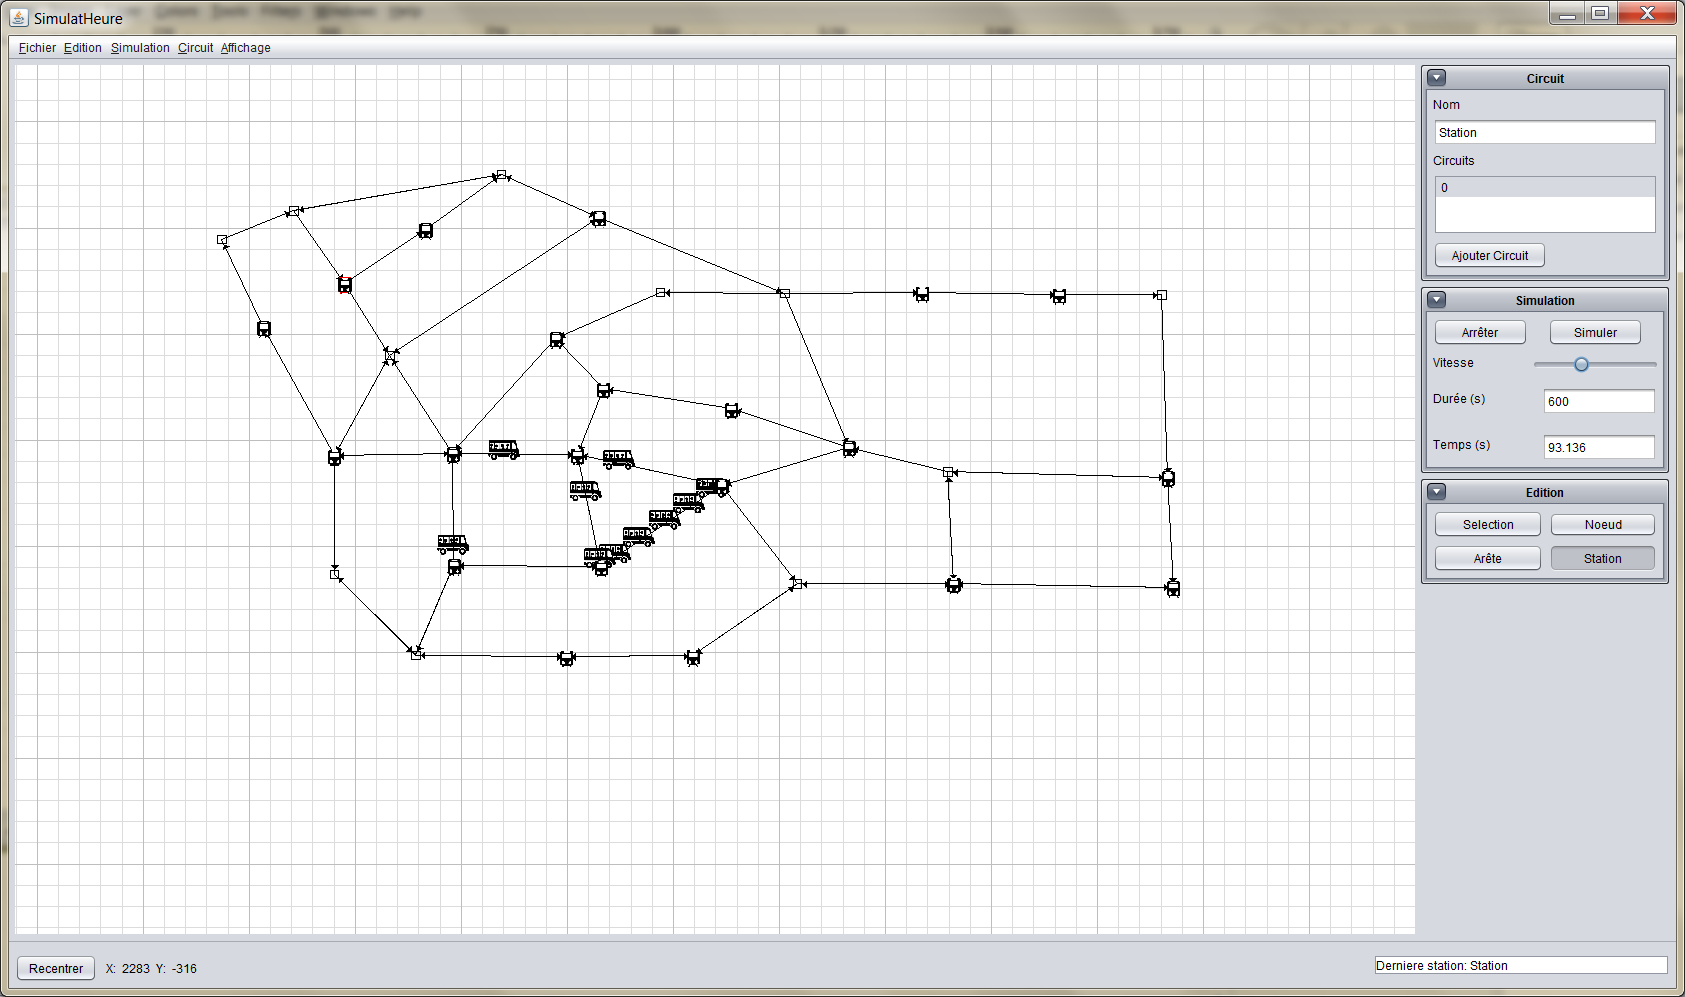 SimulatHeure
Fichier Edition Simulation Circuit Affichage
Circuit
Nom
Station
Circuits
0
Ajouter Circuit
Simulation
Arrêter Simuler
Vitesse
Durée (s) 600
Temps (s) 93.136
Edition
Selection Noeud
Arête Station
Recentrer X: 2283 Y: -316
Derniere station: Station